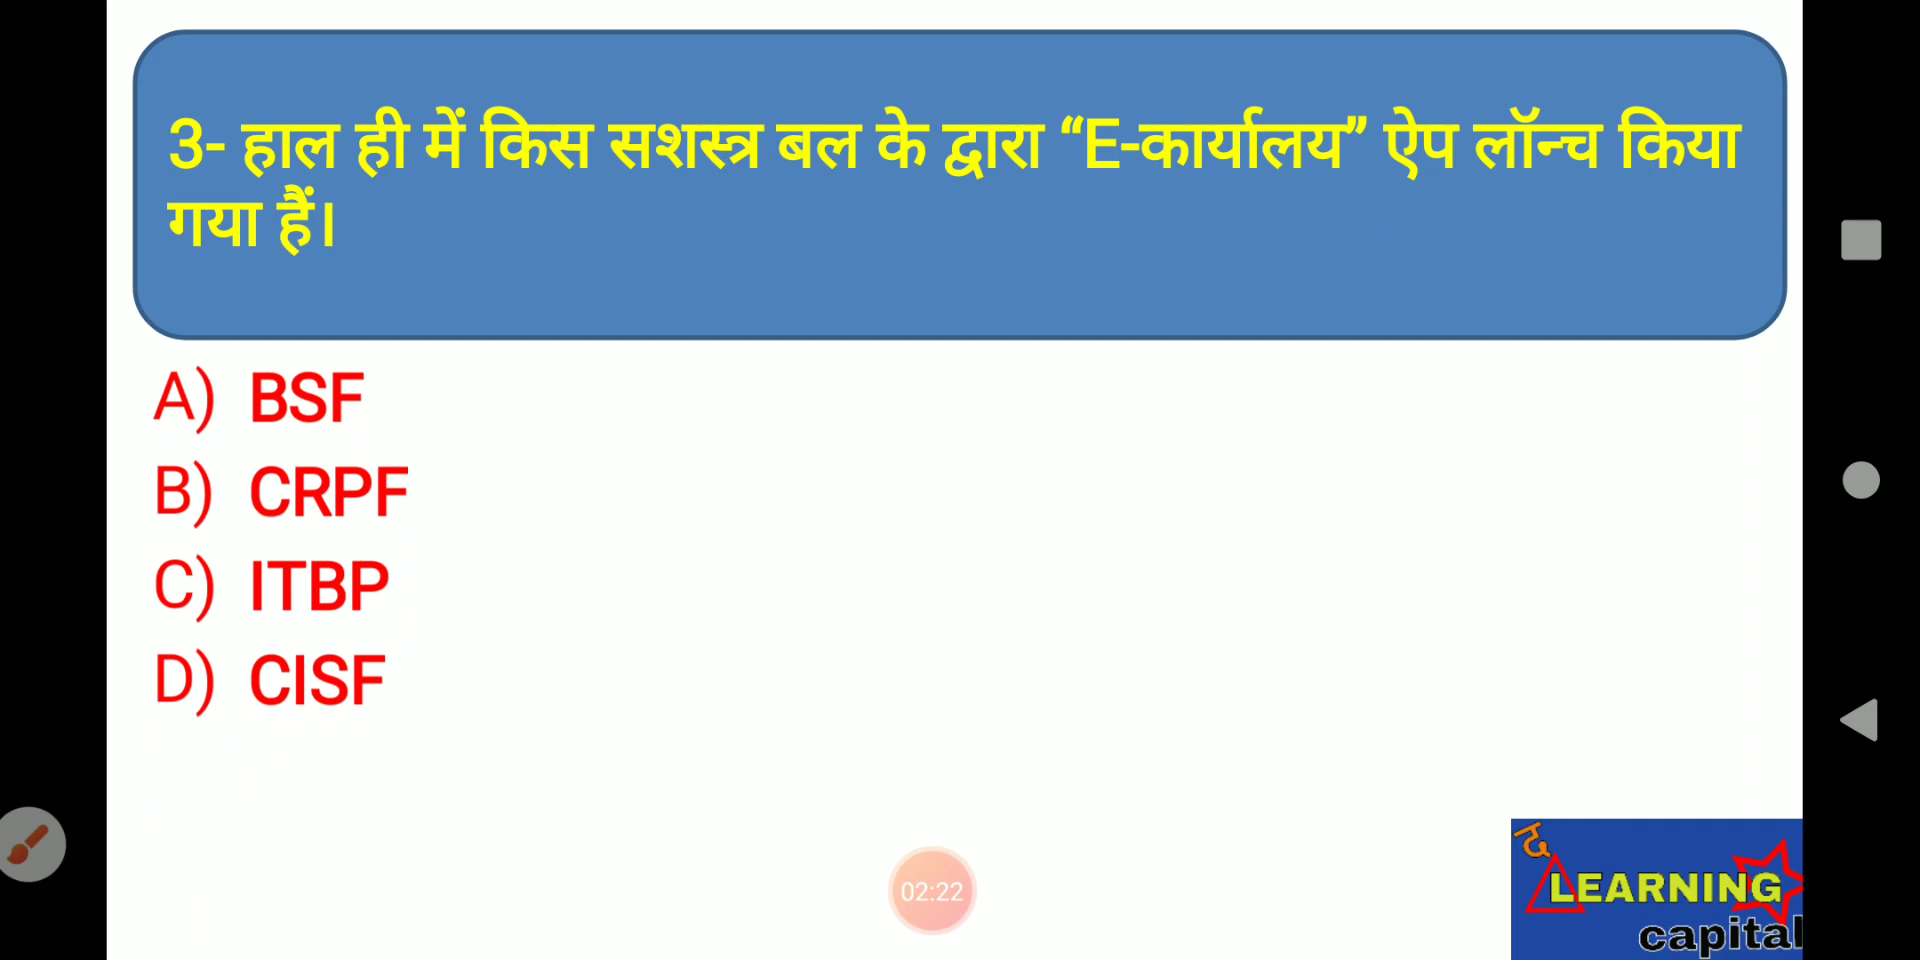 3- हाल ही में किस सशस्त्र बल के द्वारा “E-कार्यालय” ऐप लॉन्च किया
गया हैं।
A) BSF
B) CRPF
C) ITBP
D) CISF
02:22
द
LEARNING
capital